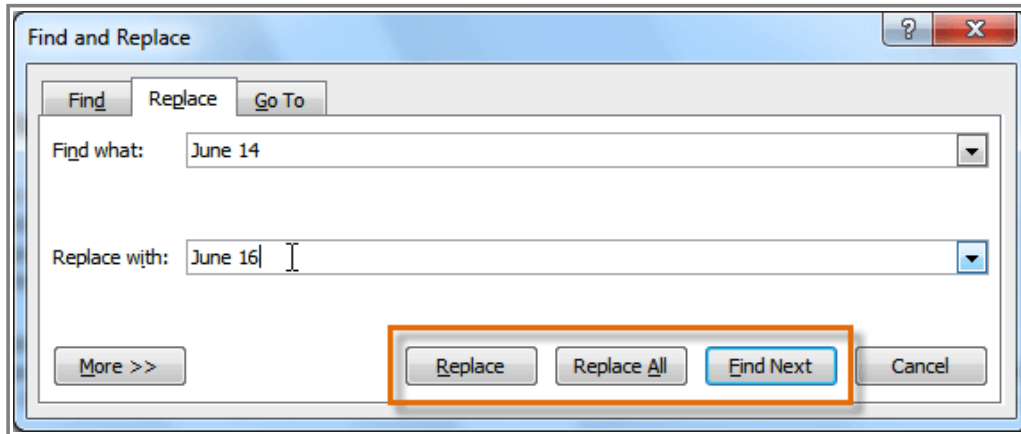 Find and Replace
Find Replace Go To
Find what: June 14
Replace with: June 16
More >> Replace Replace All Find Next Cancel